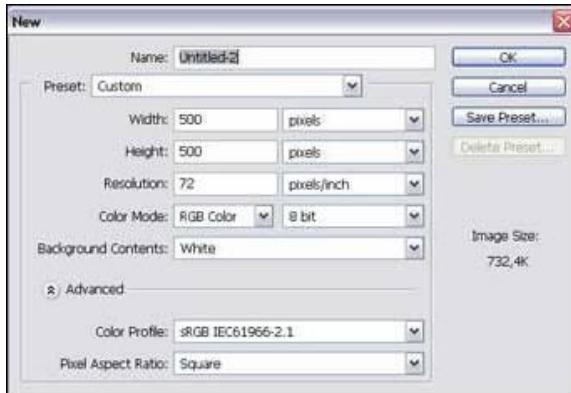 New
Name: Untitled-2
OK
Preset: Custom
Cancel
Width: 500 pixels
Save Preset...
Height: 500 pixels
Delete Preset...
Resolution: 72 pixels/inch
Color Mode: RGB Color 8 bit
Image Size:
Background Contents: White
732,4K
Advanced
Color Profile: sRGB IEC61966-2.1
Pixel Aspect Ratio: Square